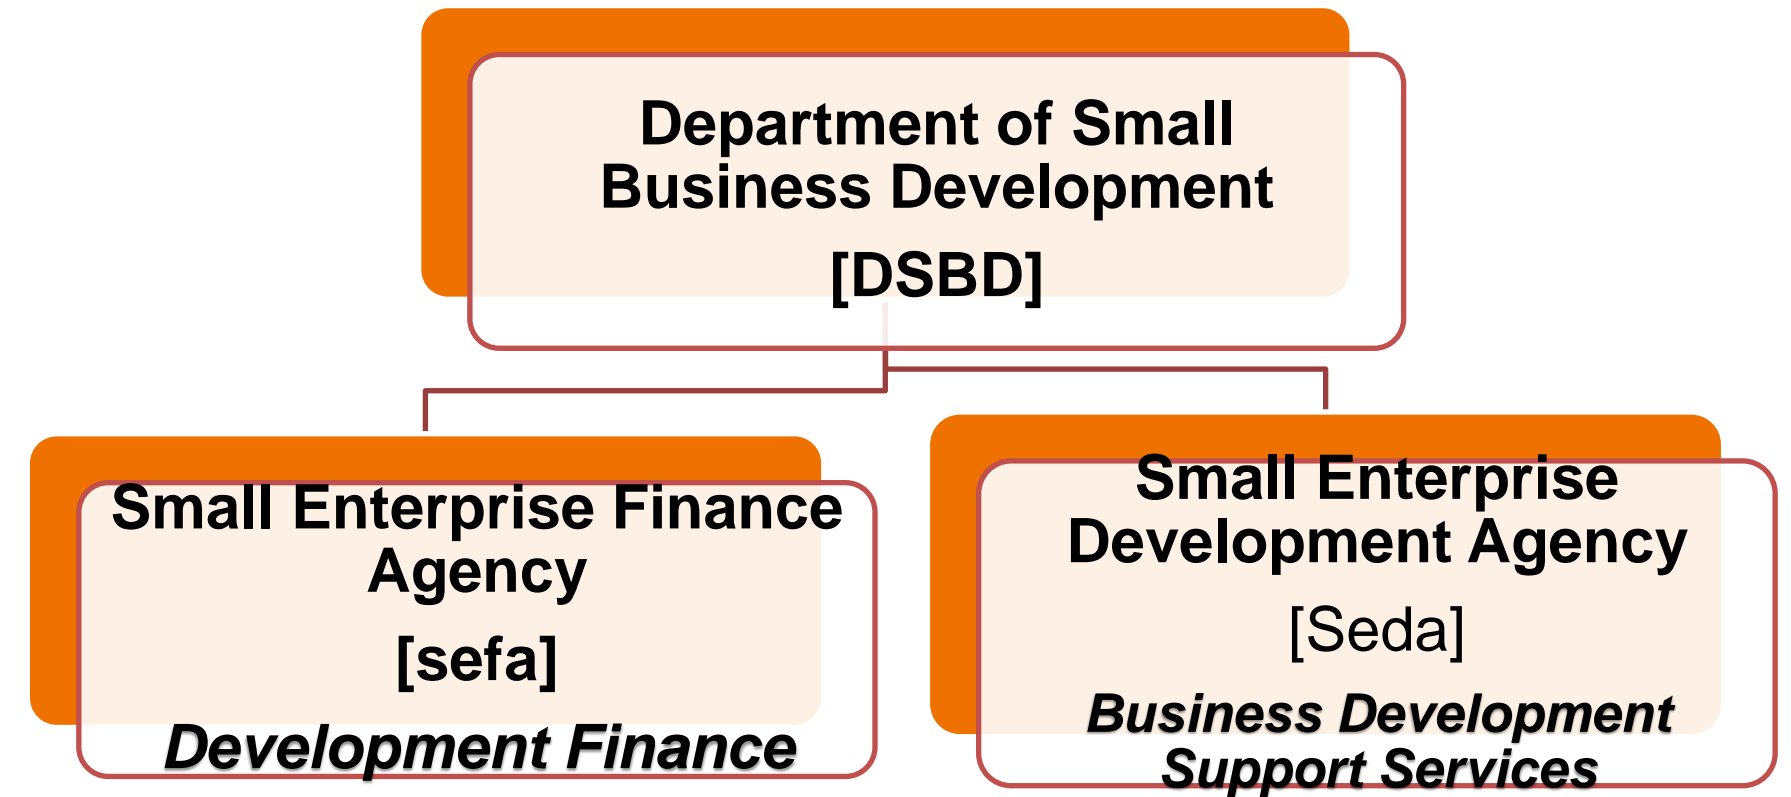 Department of Small
Business Development
[DSBD]
Small Enterprise Finance
Agency
[sefa]
Development Finance
Small Enterprise
Development Agency
[Seda]
Business Development
Support Services